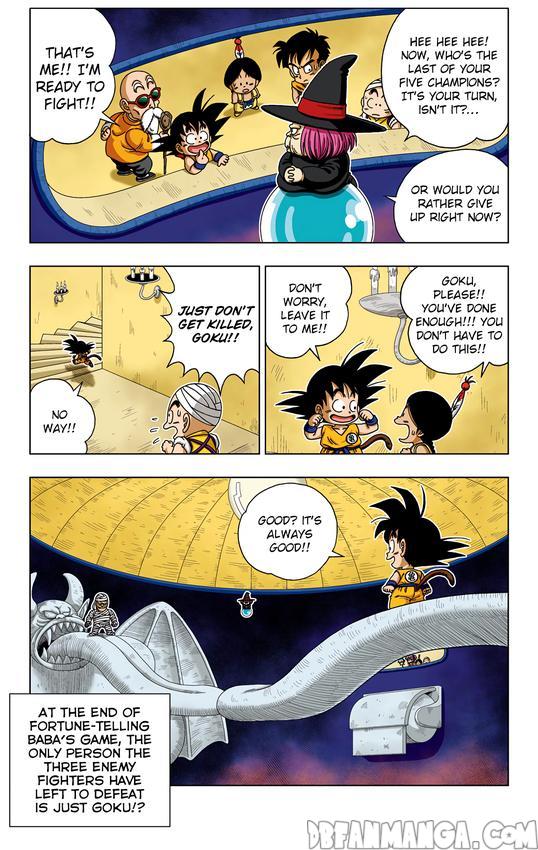 HEE HEE HEE!
NOW, WHO'S THE
LAST OF YOUR
FIVE CHAMPIONS?
IT'S YOUR TURN,
ISN'T IT?...
OR WOULD YOU
RATHER GIVE
UP RIGHT NOW?
THAT'S
ME!! I'M
READY TO
FIGHT!!
GOKU,
PLEASE!!
YOU'VE DONE
ENOUGH!!! YOU
DON'T HAVE TO
DO THIS!!
DON'T
WORRY,
LEAVE IT
TO ME!!
JUST DON'T
GET KILLED,
GOKU!!
NO
WAY!!
GOOD? IT'S
ALWAYS
GOOD!!
AT THE END OF
FORTUNE-TELLING
BABA'S GAME, THE
ONLY PERSON THE
THREE ENEMY
FIGHTERS HAVE
LEFT TO DEFEAT
IS JUST GOKU!?
DBFANMANGA.COM